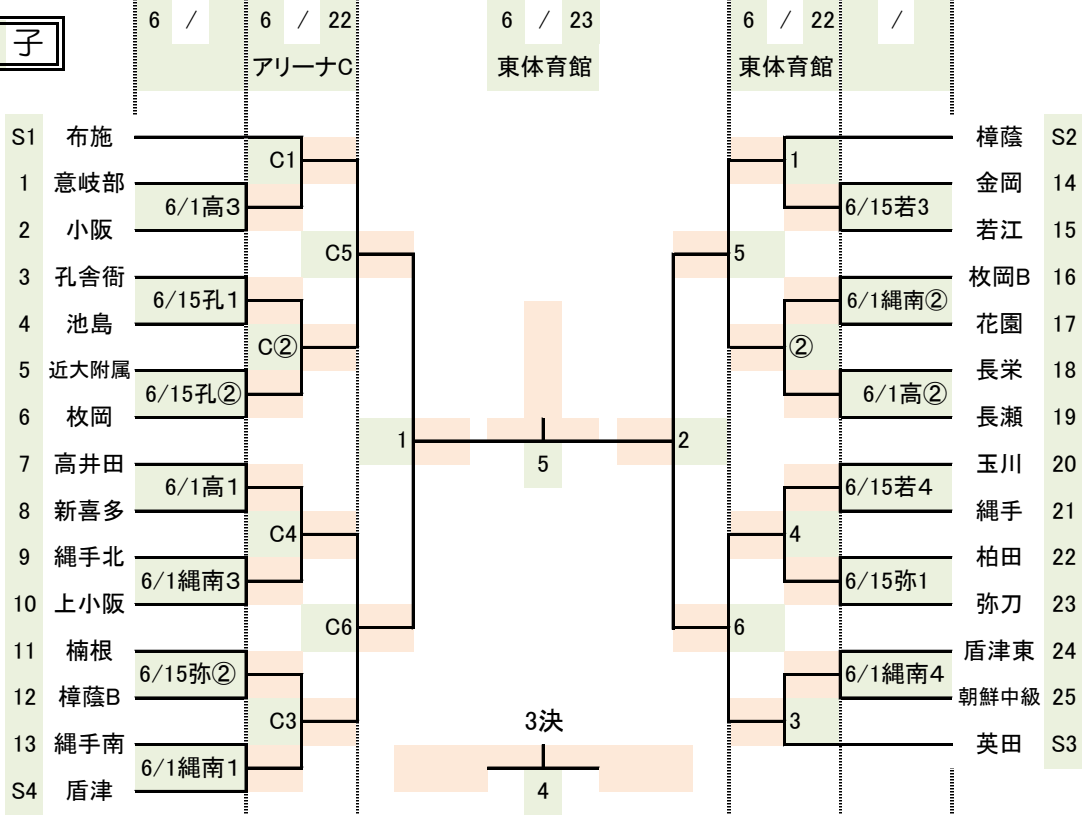 子
6 /
6 / 22
6 / 23
6 / 22
/
アリーナC
東体育館
東体育館
S1 布施
1 意岐部
2 小阪
3 孔舎衙
4 池島
5 近大附属
6 枚岡
7 高井田
8 新喜多
9 縄手北
10 上小阪
11 楠根
12 樟蔭B
13 縄手南
S4 盾津
6/1高3
6/15孔1
6/15孔②
6/1高1
6/1縄南3
6/15弥②
6/1縄南1
C1
C②
C4
C3
C5
C6
1
5
2
3決
4
5
6
1
②
4
3
6/15若3
6/1縄南②
6/1高②
6/15若4
6/15弥1
6/1縄南4
樟蔭 S2
金岡 14
若江 15
枚岡B 16
花園 17
長栄 18
長瀬 19
玉川 20
縄手 21
柏田 22
弥刀 23
盾津東 24
朝鮮中級 25
英田 S3